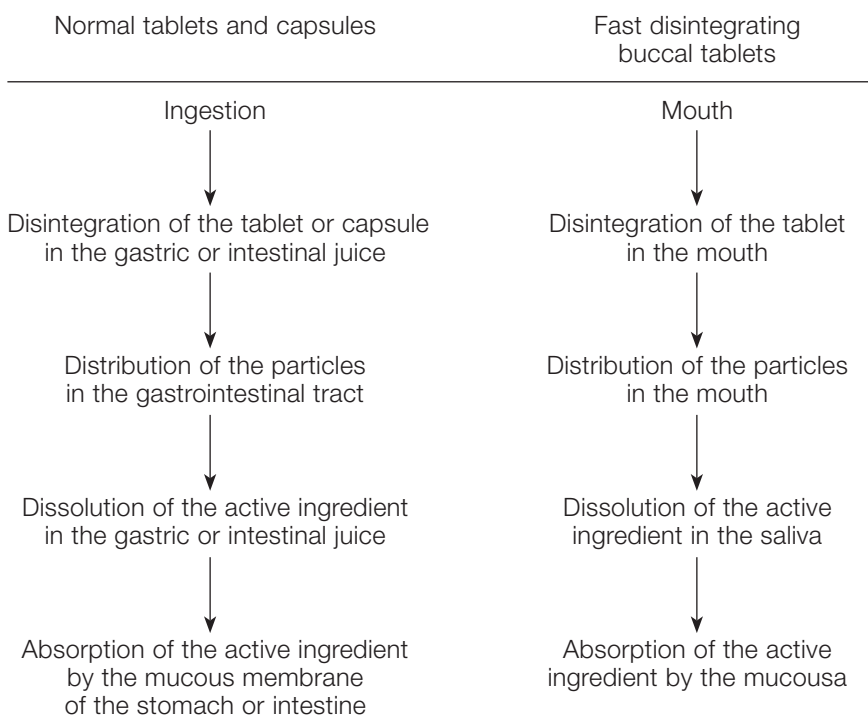 Normal tablets and capsules
Fast disintegrating
buccal tablets
Ingestion
Mouth
Disintegration of the tablet or capsule
in the gastric or intestinal juice
Disintegration of the tablet
in the mouth
Distribution of the particles
in the gastrointestinal tract
Distribution of the particles
in the mouth
Dissolution of the active ingredient
in the gastric or intestinal juice
Dissolution of the active
ingredient in the saliva
Absorption of the active ingredient
by the mucous membrane
of the stomach or intestine
Absorption of the active
ingredient by the mucousa